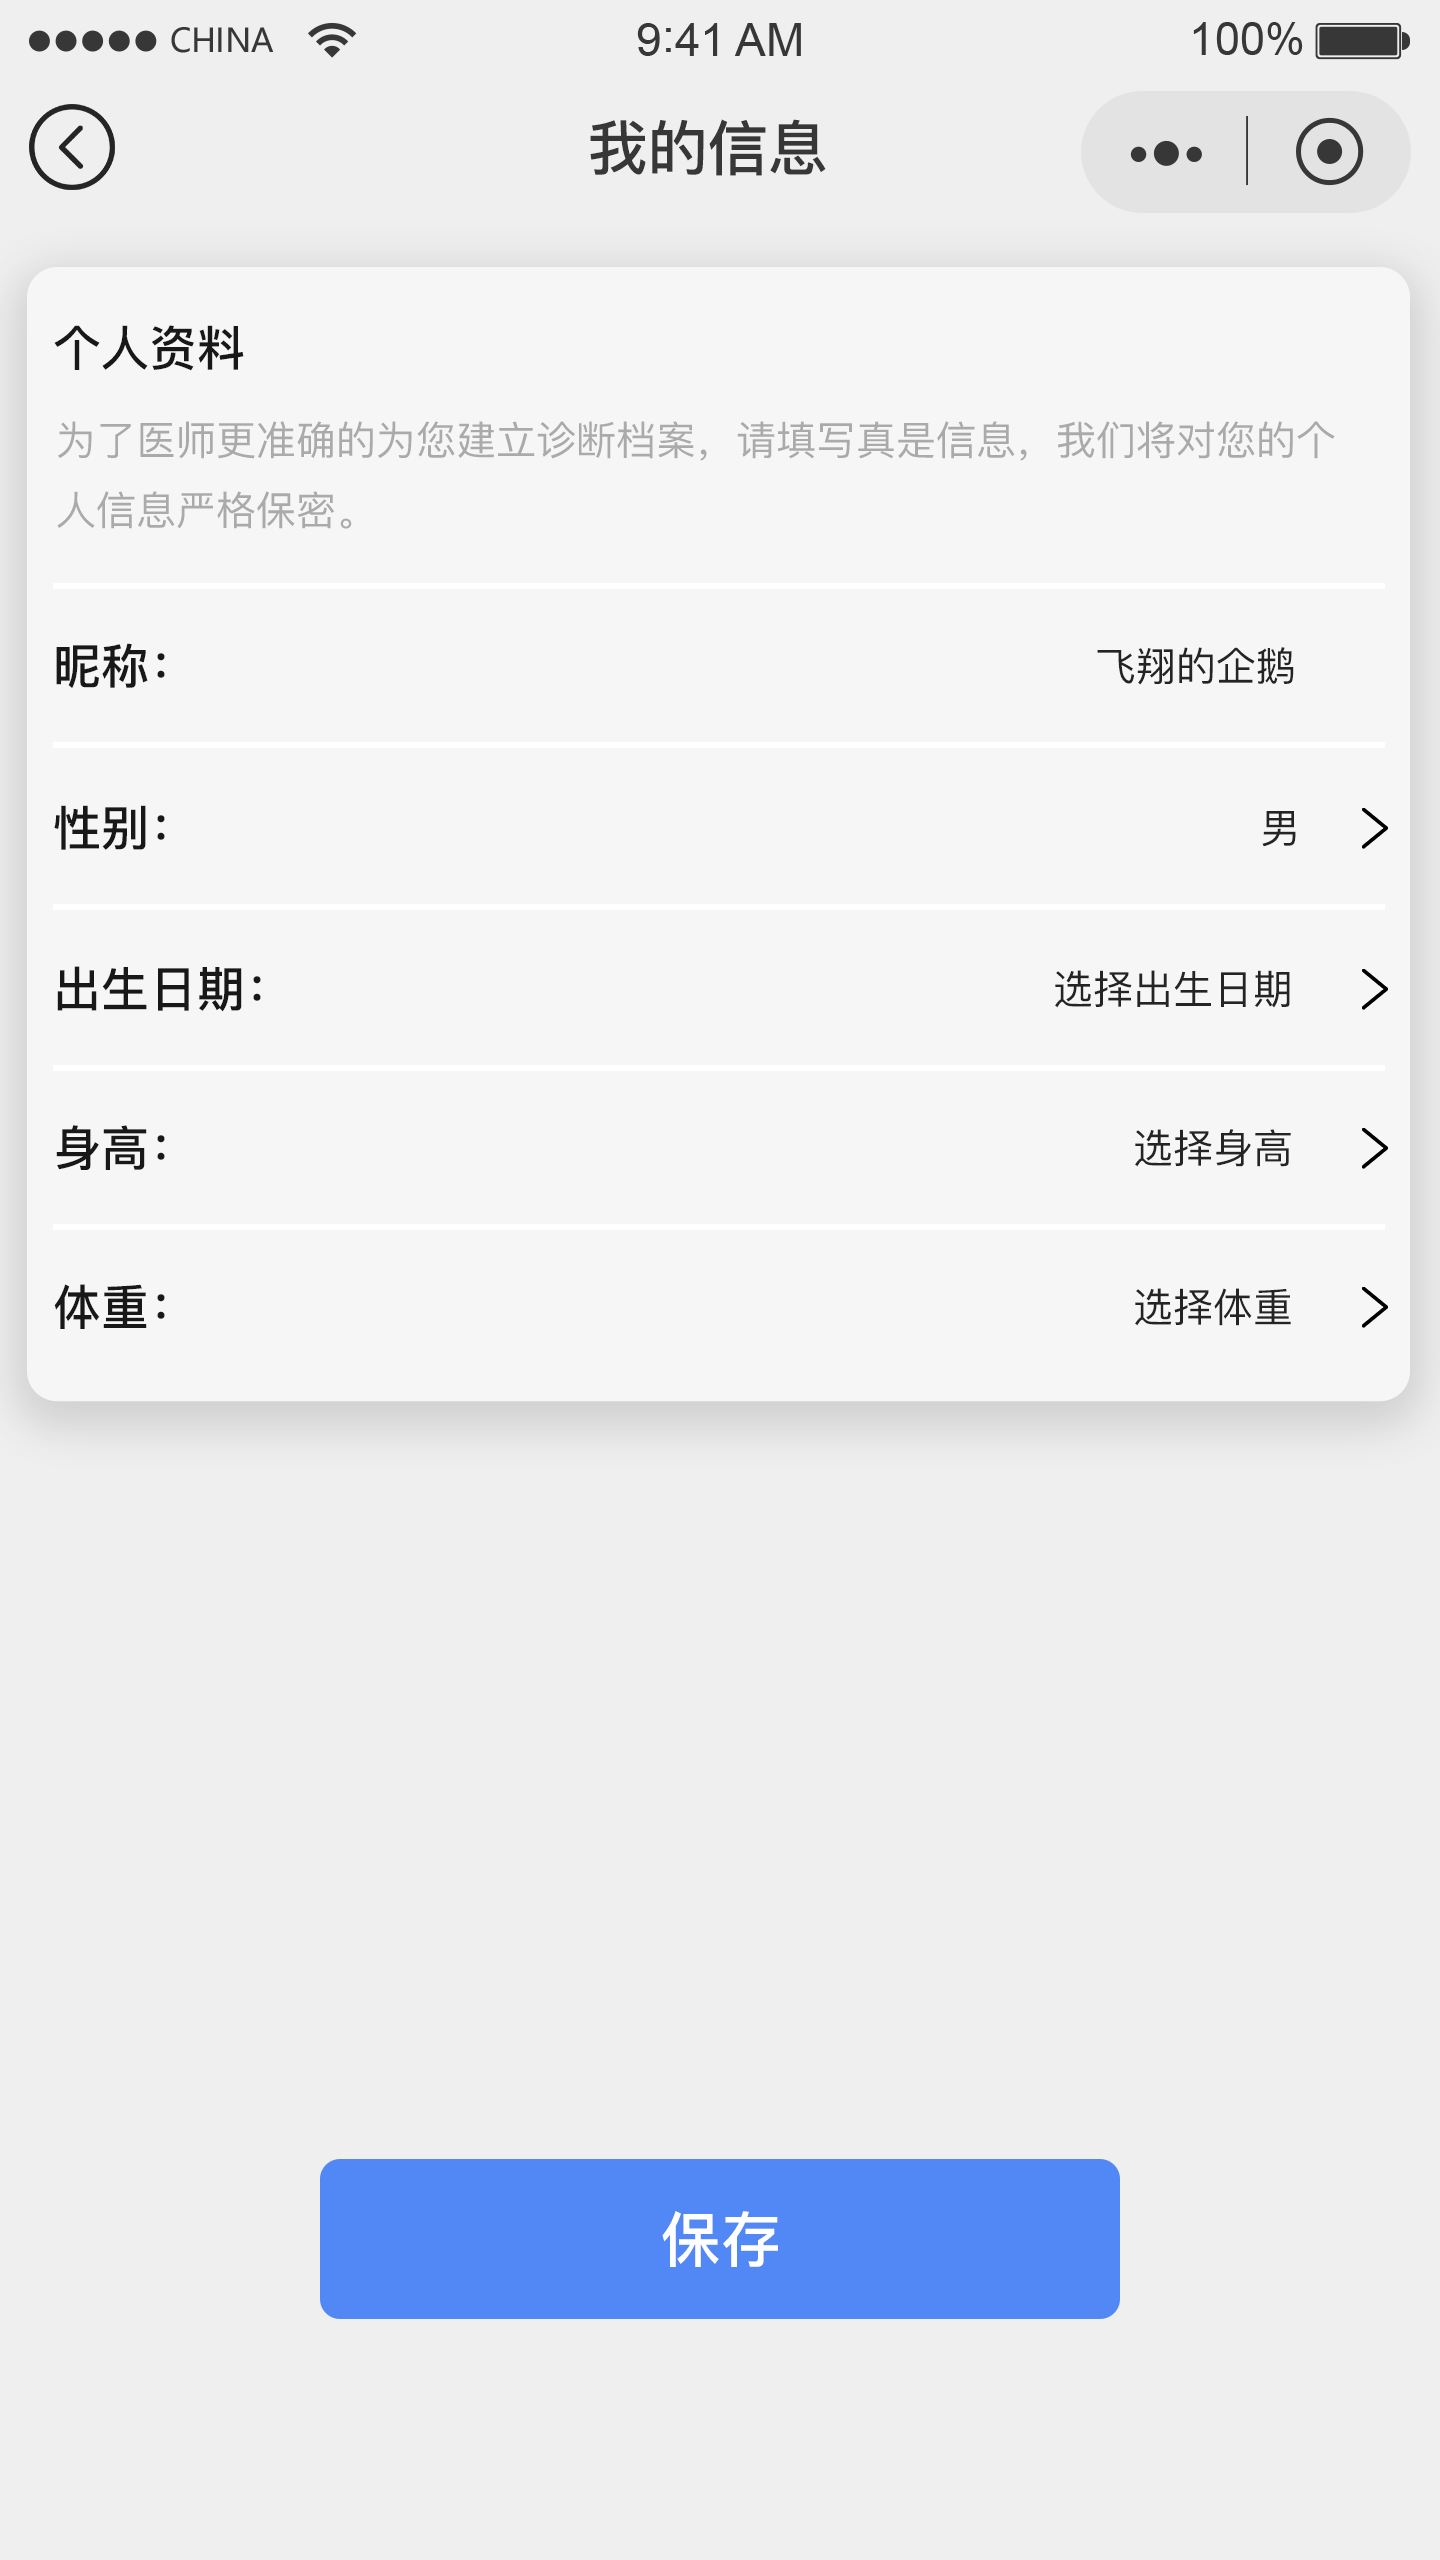 CHINA 9:41 AM 100%
我的信息
个人资料
为了医师更准确的为您建立诊断档案，请填写真是信息，我们将对您的个
人信息严格保密。
昵称： 飞翔的企鹅
性别： 男
出生日期： 选择出生日期
身高： 选择身高
体重： 选择体重
保存